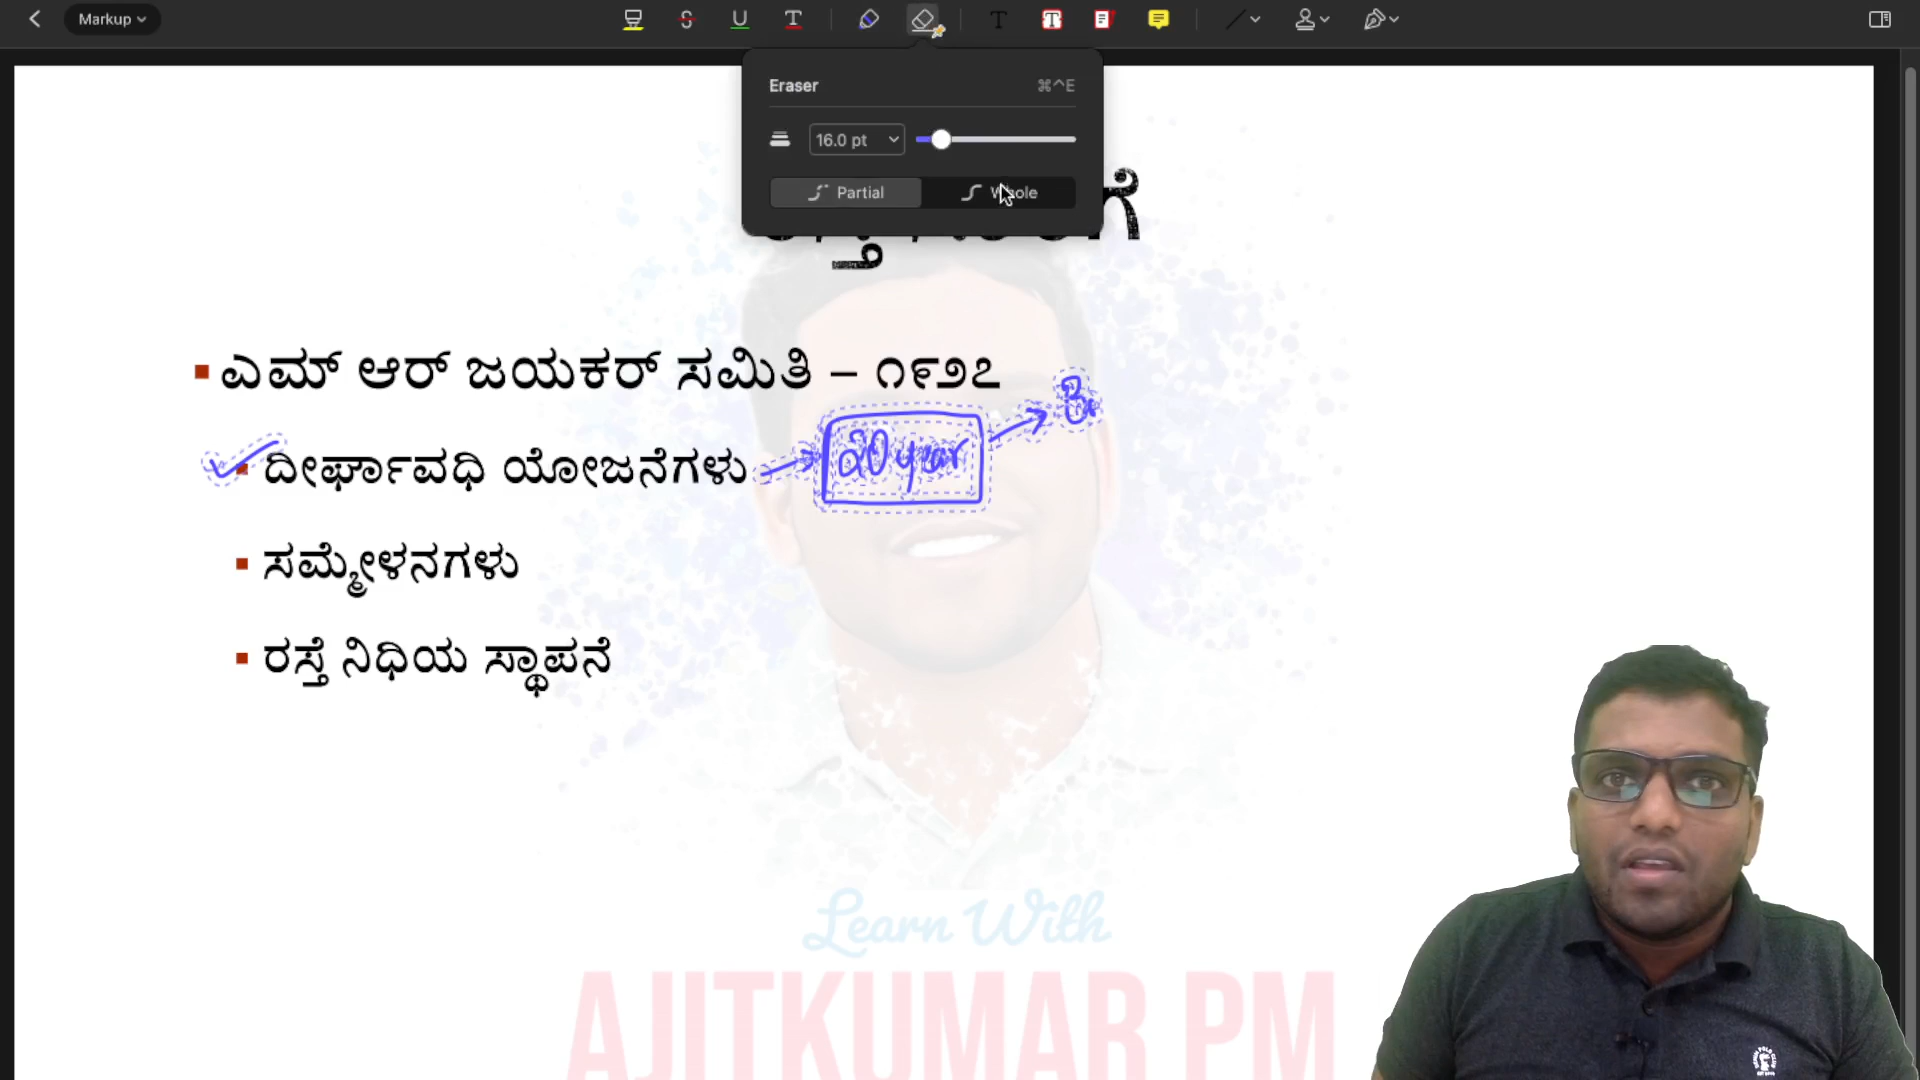 Markup
Eraser ⌘^E
16.0 pt
Partial Whole
ಎಮ್ ಆರ್ ಜಯಕರ್ ಸಮಿತಿ – ೧೯೨೭
ದೀರ್ಘಾವಧಿ ಯೋಜನೆಗಳು
20 year
ಸಮ್ಮೇಳನಗಳು
ರಸ್ತೆ ನಿಧಿಯ ಸ್ಥಾಪನೆ
Learn With
AJITKUMAR PM